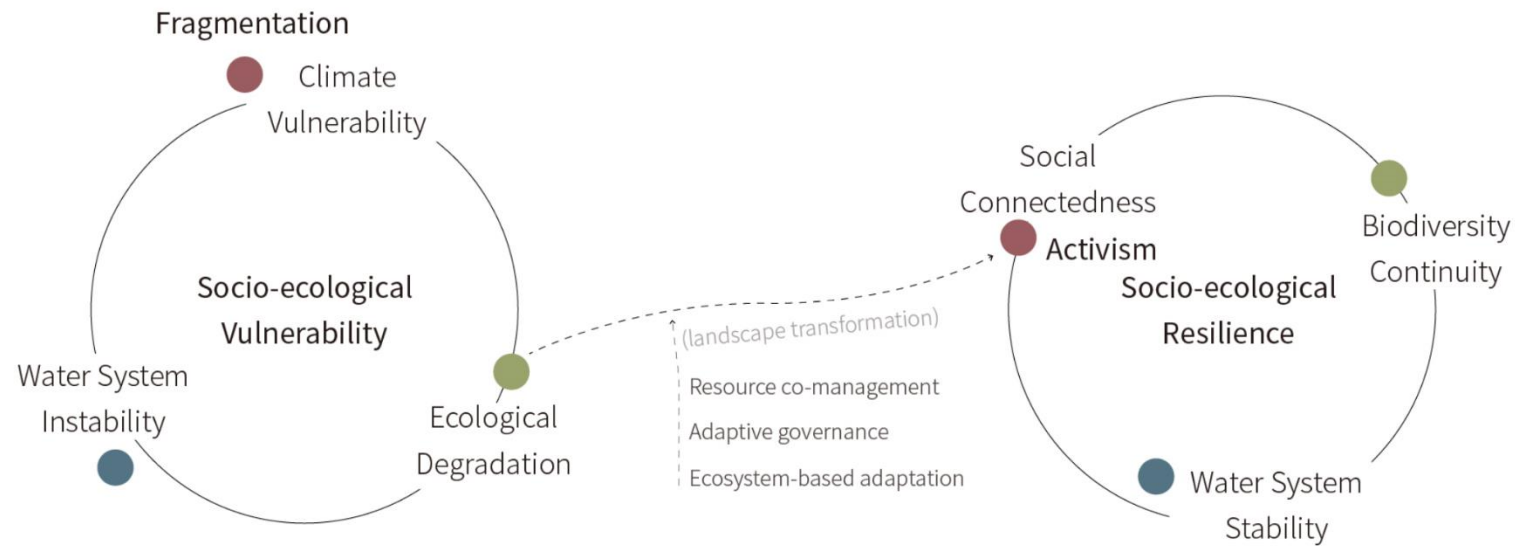 Fragmentation
Climate
Vulnerability
Socio-ecological
Vulnerability
Water System
Instability
Ecological
Degradation
(landscape transformation)
Resource co-management
Adaptive governance
Ecosystem-based adaptation
Social
Connectedness
Activism
Biodiversity
Continuity
Socio-ecological
Resilience
Water System
Stability